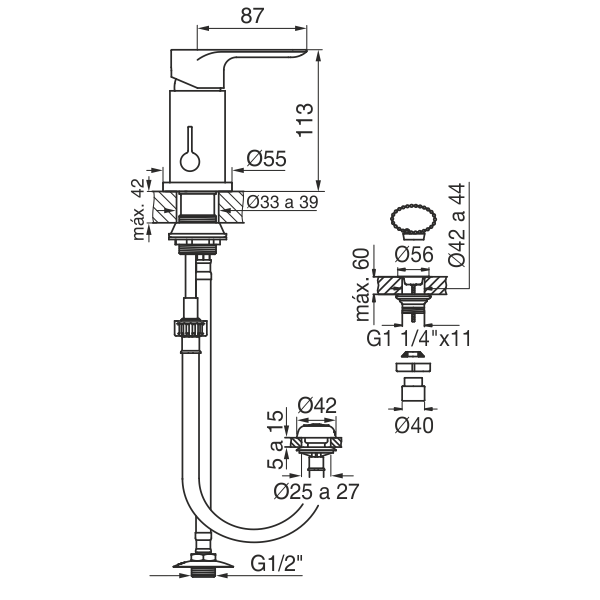 87
113
Ø55
máx. 42
Ø33 a 39
Ø42 a 44
Ø56
máx. 60
G1 1/4"x11
Ø42
Ø40
5 a 15
Ø25 a 27
G1/2"